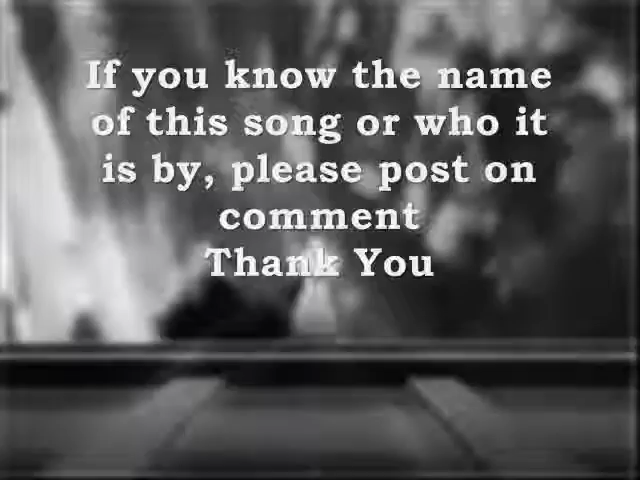 If you know the name
of this song or who it
is by, please post on
comment
Thank You